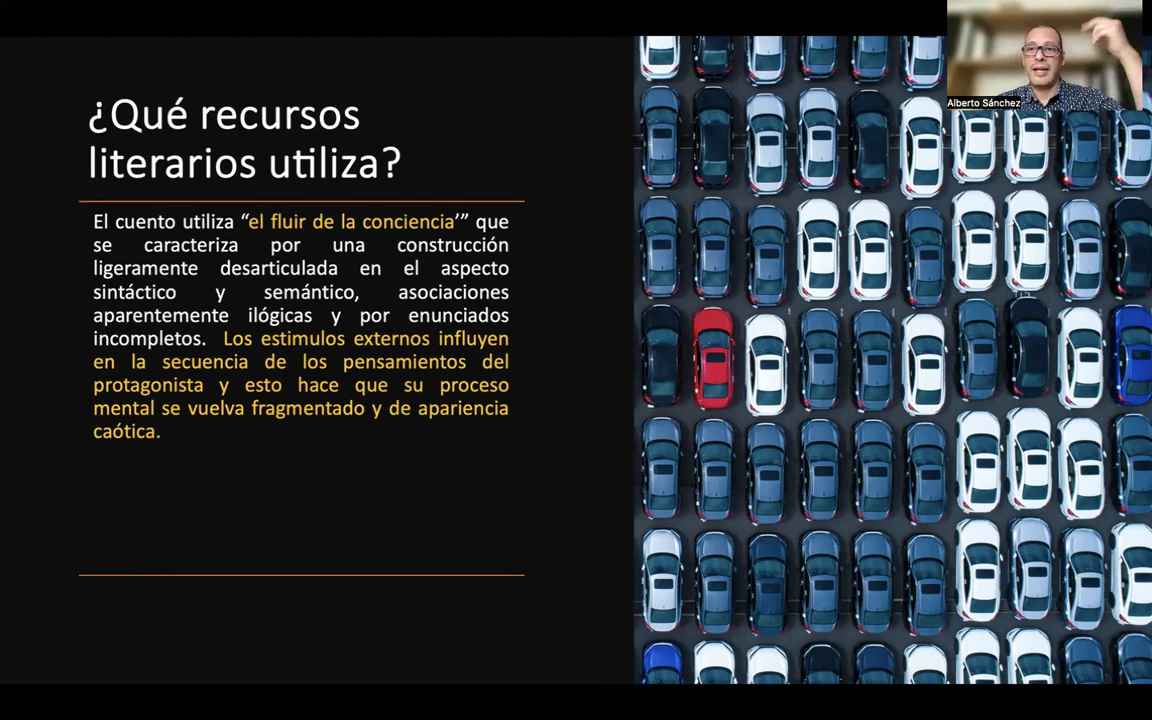 ¿Qué recursos
literarios utiliza?
El cuento utiliza “el fluir de la conciencia’” que
se caracteriza por una construcción
ligeramente desarticulada en el aspecto
sintáctico y semántico, asociaciones
aparentemente ilógicas y por enunciados
incompletos. Los estimulos externos influyen
en la secuencia de los pensamientos del
protagonista y esto hace que su proceso
mental se vuelva fragmentado y de apariencia
caótica.
Alberto Sánchez